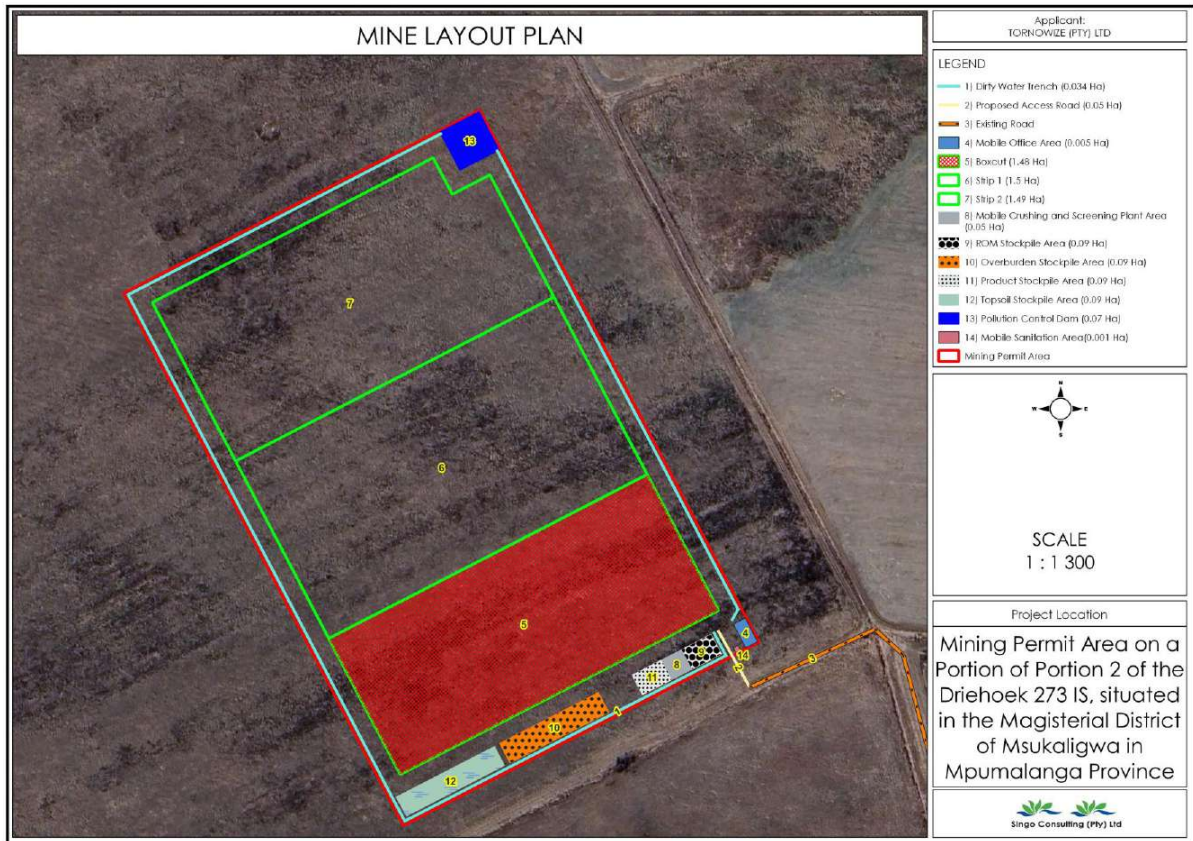 MINE LAYOUT PLAN
Applicant:
TORNOWIZE (PTY) LTD
LEGEND
1) Dirty Water Trench (0.034 Ha)
2) Proposed Access Road (0.05 Ha)
3) Existing Road
4) Mobile Office Area (0.005 Ha)
5) Boxcut (1.48 Ha)
6) Strip 1 (1.5 Ha)
7) Strip 2 (1.49 Ha)
8) Mobile Crushing and Screening Plant Area
(0.05 Ha)
9) ROM Stockpile Area (0.09 Ha)
10) Overburden Stockpile Area (0.09 Ha)
11) Product Stockpile Area (0.09 Ha)
12) Topsoil Stockpile Area (0.09 Ha)
13) Pollution Control Dam (0.07 Ha)
14) Mobile Sanitation Area(0.001 Ha)
Mining Permit Area
N
W E
S
SCALE
1 : 1 300
Project Location
Mining Permit Area on a
Portion of Portion 2 of the
Driehoek 273 IS, situated
in the Magisterial District
of Msukaligwa in
Mpumalanga Province
Singo Consulting (Pty) Ltd
13
7
6
5
4
14
2
3
9
8
11
1
10
12